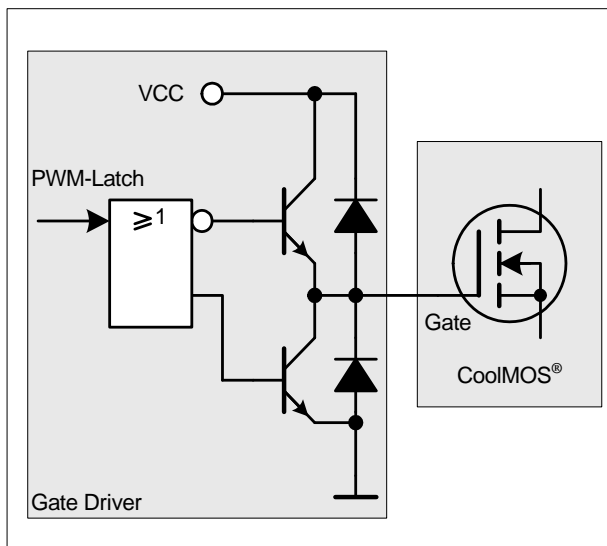 VCC
PWM-Latch
≥1
Gate
CoolMOS®
Gate Driver